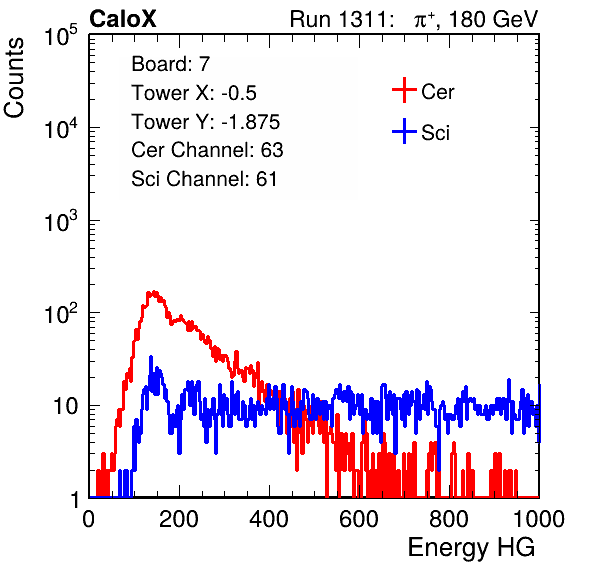 CaloX Run 1311: π⁺, 180 GeV
Counts
10⁵
10⁴
10³
10²
10
1
Board: 7
Tower X: -0.5
Tower Y: -1.875
Cer Channel: 63
Sci Channel: 61
Cer
Sci
0 200 400 600 800 1000
Energy HG